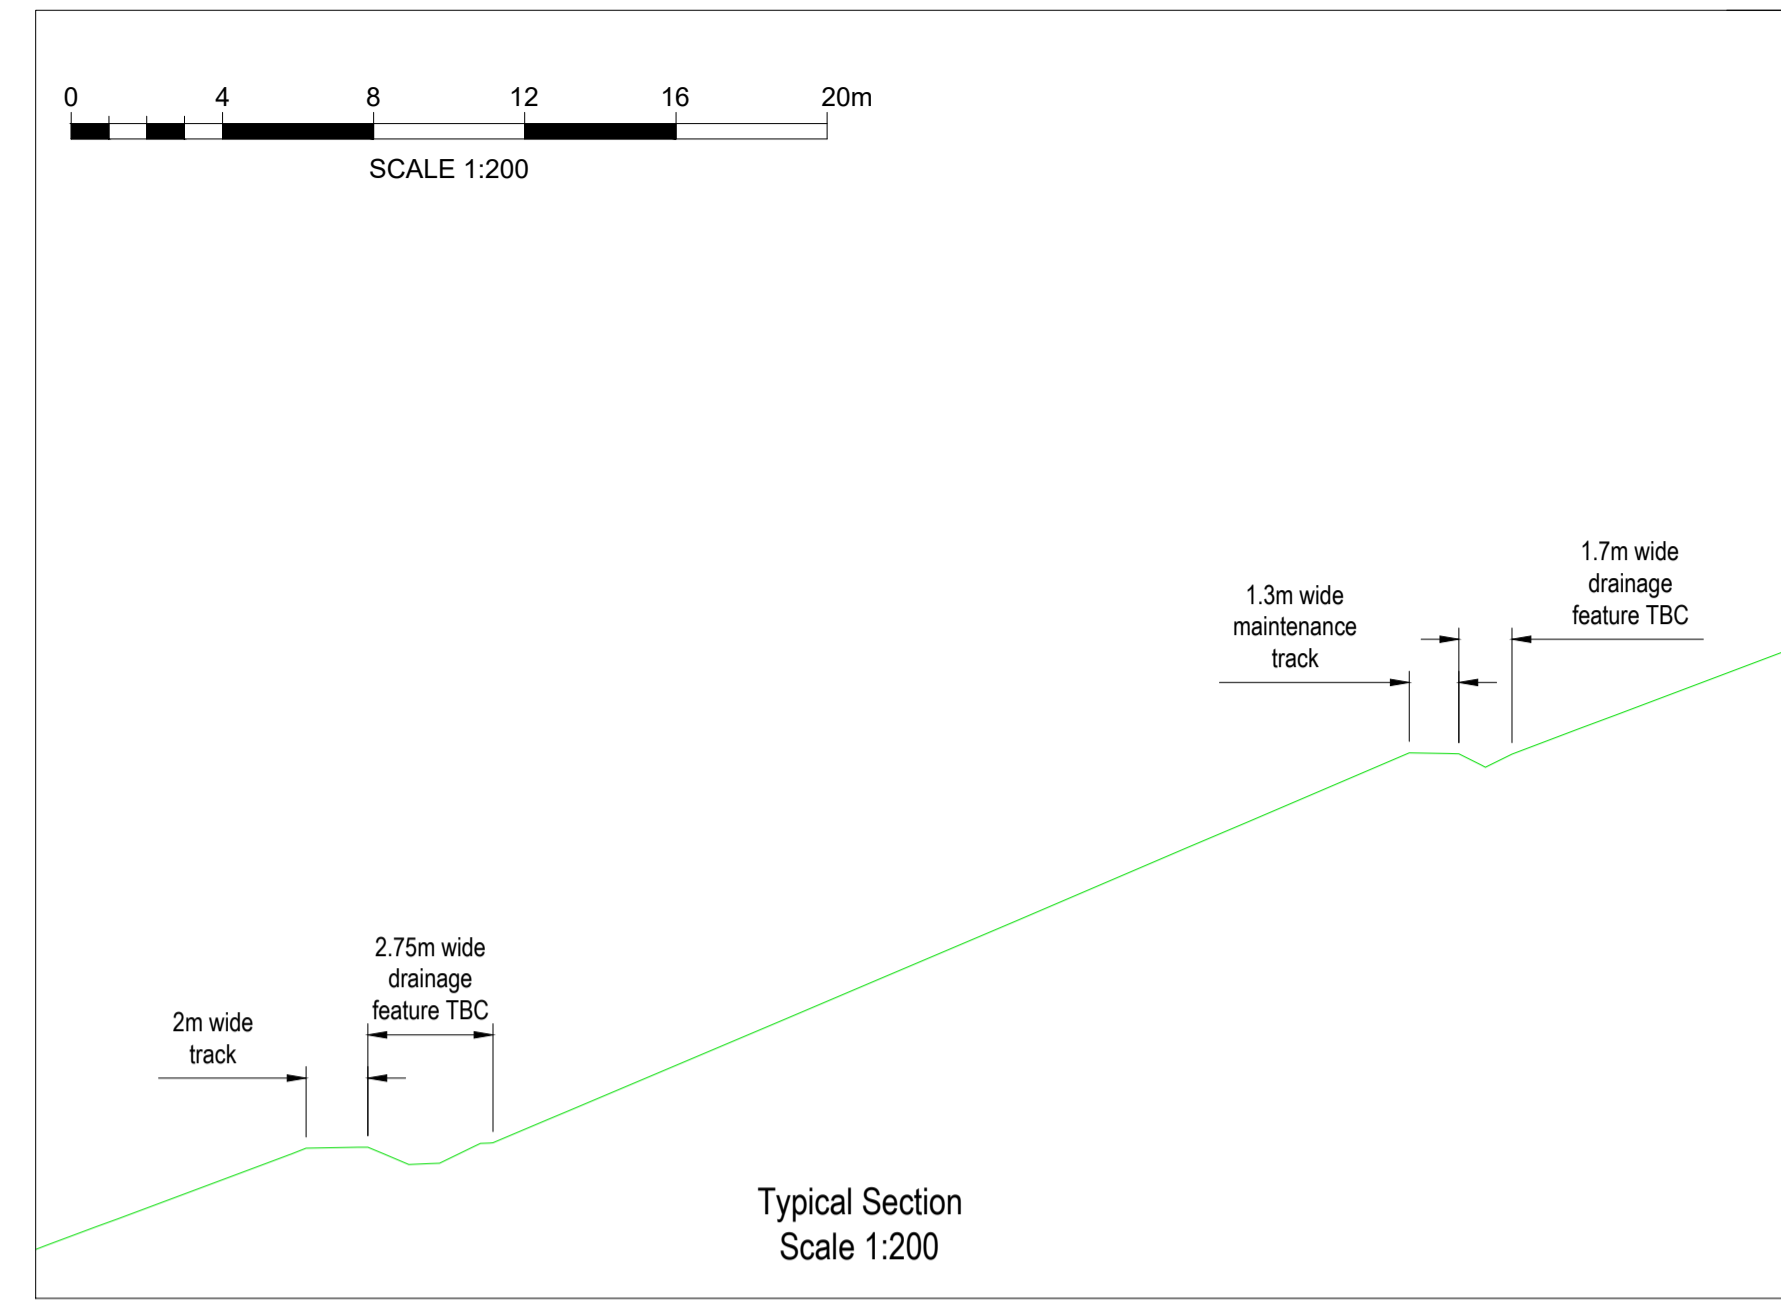 0 4 8 12 16 20m
SCALE 1:200
1.7m wide
drainage
feature TBC
1.3m wide
maintenance
track
2.75m wide
drainage
feature TBC
2m wide
track
Typical Section
Scale 1:200